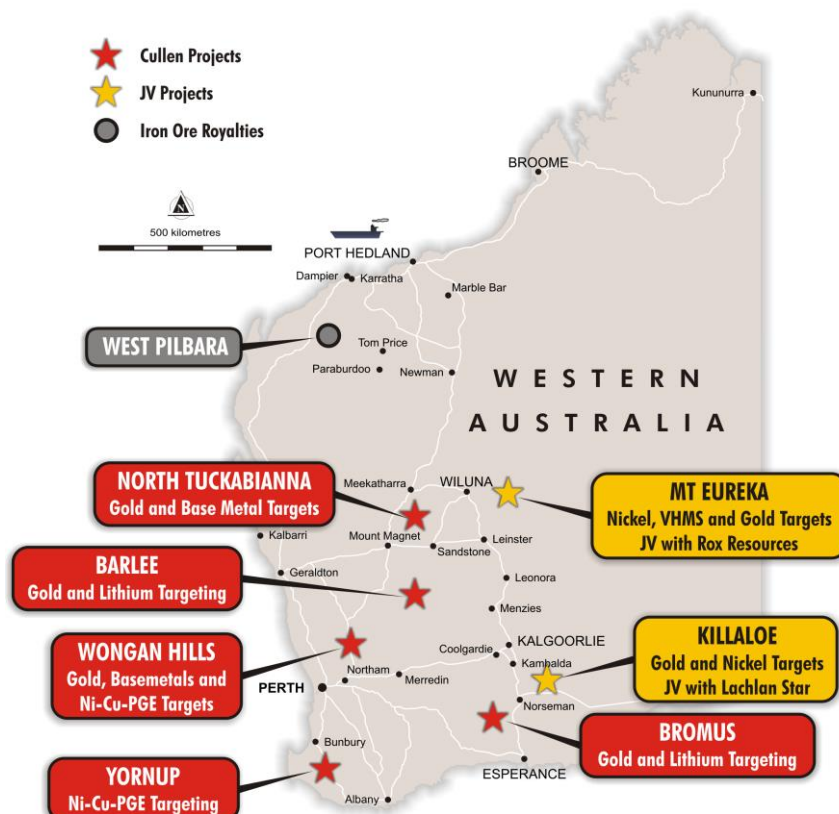 Cullen Projects
JV Projects
Iron Ore Royalties
N
500 kilometres
Kununurra
BROOME
PORT HEDLAND
Dampier
Karratha
Marble Bar
WEST PILBARA
Tom Price
Paraburdoo
Newman
WESTERN
AUSTRALIA
NORTH TUCKABIANNA
Gold and Base Metal Targets
Meekatharra
WILUNA
MT EUREKA
Nickel, VHMS and Gold Targets
JV with Rox Resources
Kalbarri
Mount Magnet
Sandstone
Leinster
BARLEE
Gold and Lithium Targeting
Geraldton
Leonora
Menzies
WONGAN HILLS
Gold, Basemetals and
Ni-Cu-PGE Targets
Coolgardie
KALGOORLIE
Kambalda
KILLALOE
Gold and Nickel Targets
JV with Lachlan Star
PERTH
Northam
Merredin
Norseman
BROMUS
Gold and Lithium Targeting
Bunbury
ESPERANCE
YORNUP
Ni-Cu-PGE Targeting
Albany